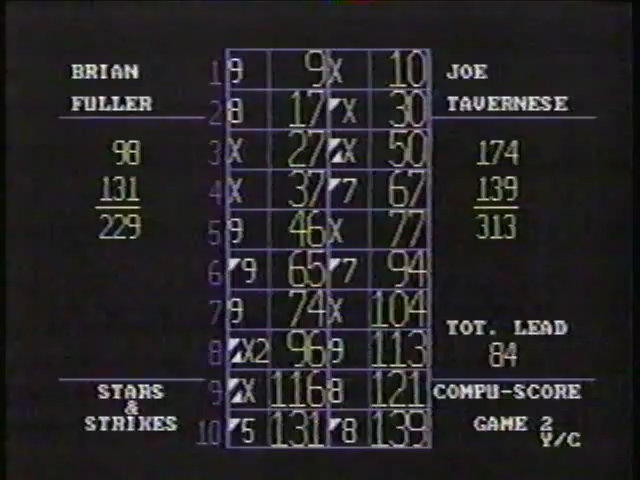 BRIAN
FULLER
98
131
229
1 9 9 X 10
2 8 17 X 30
3 X 27 X 50
4 X 37 7 67
5 9 46 X 77
6 9 65 7 94
7 9 74 X 104
8 X2 96 9 113
9 X 116 8 121
10 5 131 8 139
JOE
TAVERNESE
174
139
313
TOT. LEAD
84
STARS
&
STRIKES
COMPU-SCORE
GAME 2
Y/C